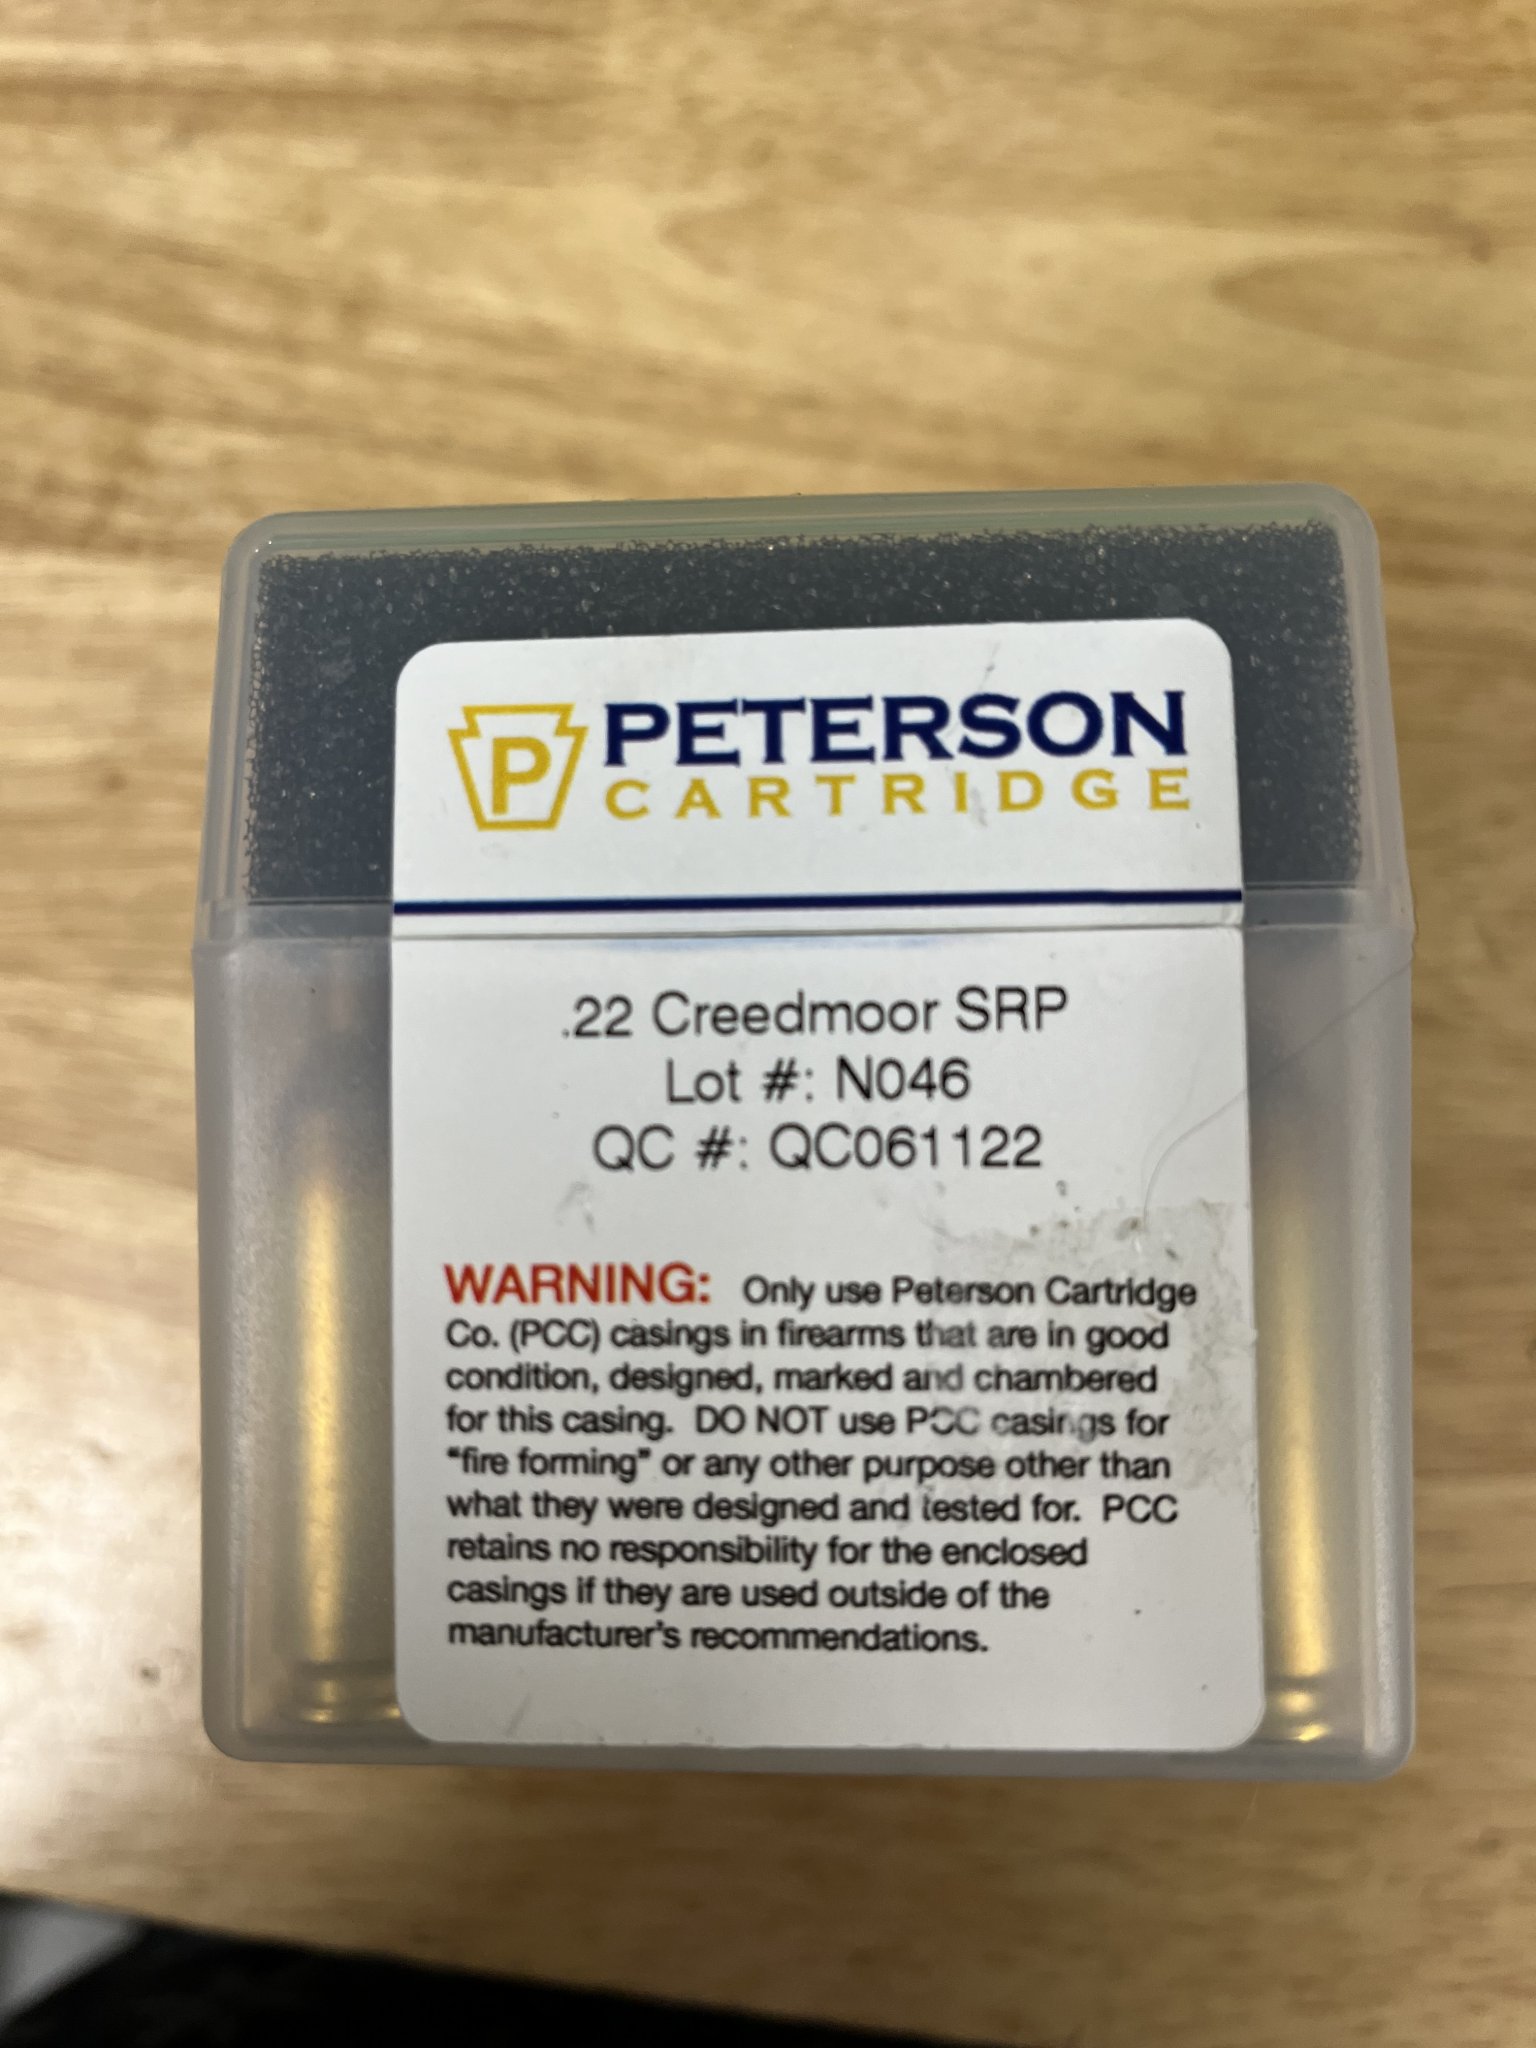 P
PETERSON
CARTRIDGE
.22 Creedmoor SRP
Lot #: N046
QC #: QC061122
WARNING: Only use Peterson Cartridge
Co. (PCC) casings in firearms that are in good
condition, designed, marked and chambered
for this casing. DO NOT use PCC casings for
"fire forming" or any other purpose other than
what they were designed and tested for. PCC
retains no responsibility for the enclosed
casings if they are used outside of the
manufacturer's recommendations.